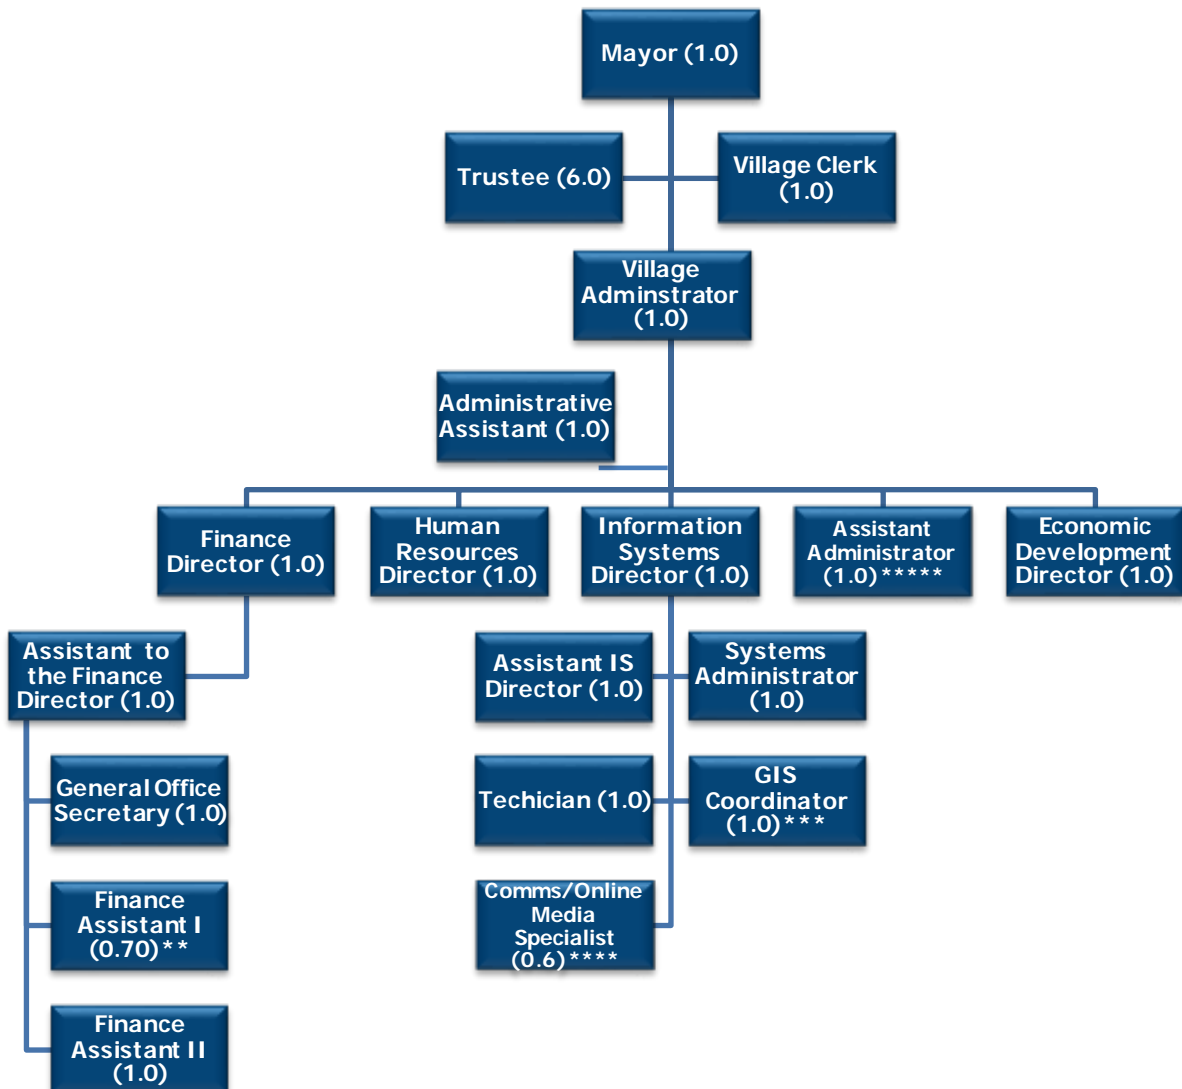 Mayor (1.0)
Trustee (6.0)
Village Clerk
(1.0)
Village
Adminstrator
(1.0)
Administrative
Assistant (1.0)
Finance
Director (1.0)
Human
Resources
Director (1.0)
Information
Systems
Director (1.0)
Assistant
Administrator
(1.0)*****
Economic
Development
Director (1.0)
Assistant to
the Finance
Director (1.0)
Assistant IS
Director (1.0)
Systems
Administrator
(1.0)
General Office
Secretary (1.0)
Techician (1.0)
GIS
Coordinator
(1.0)***
Finance
Assistant I
(0.70)**
Comms/Online
Media
Specialist
(0.6)****
Finance
Assistant II
(1.0)